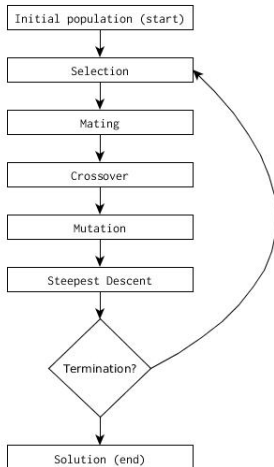 Initial population (start)
Selection
Mating
Crossover
Mutation
Steepest Descent
Termination?
Solution (end)